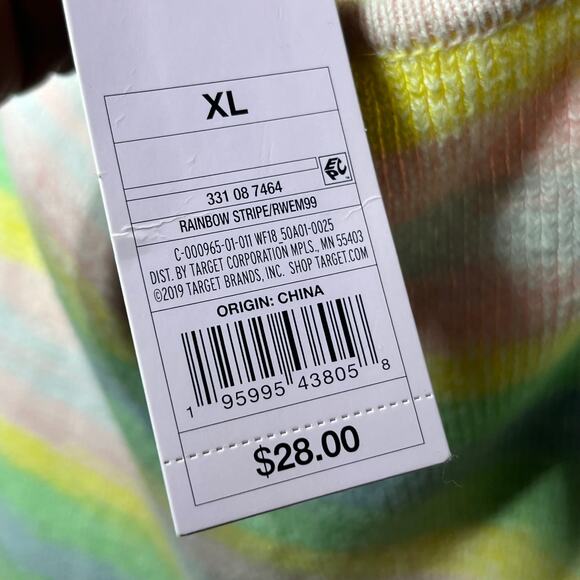 XL
EPC
331 08 7464
RAINBOW STRIPE/RWEM99
C-000965-01-011 WF18 50A01-0025
DIST. BY TARGET CORPORATION MPLS., MN 55403
©2019 TARGET BRANDS, INC. SHOP TARGET.COM
ORIGIN: CHINA
1 95995 43805 8
$28.00